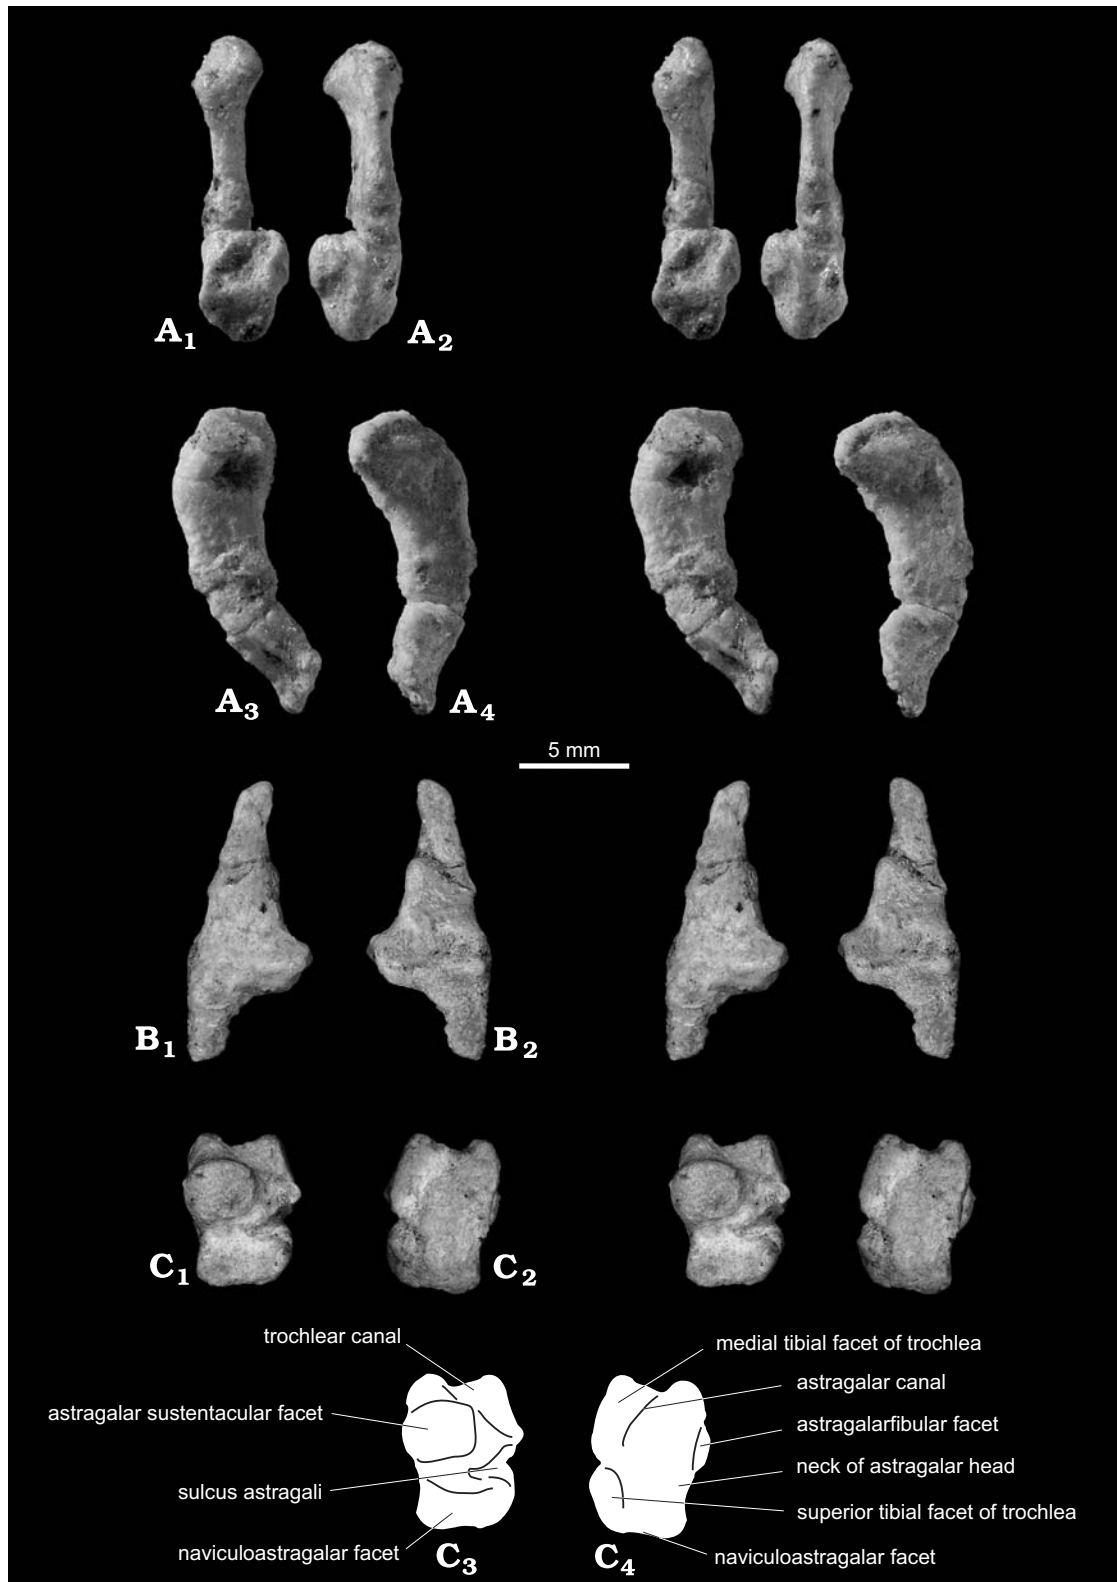 A1
A2
A3
A4
5 mm
B1
B2
C1
C2
trochlear canal
medial tibial facet of trochlea
astragalar canal
astragalar sustentacular facet
astragalarfibular facet
neck of astragalar head
sulcus astragali
superior tibial facet of trochlea
naviculoastragalar facet
C3
C4
naviculoastragalar facet